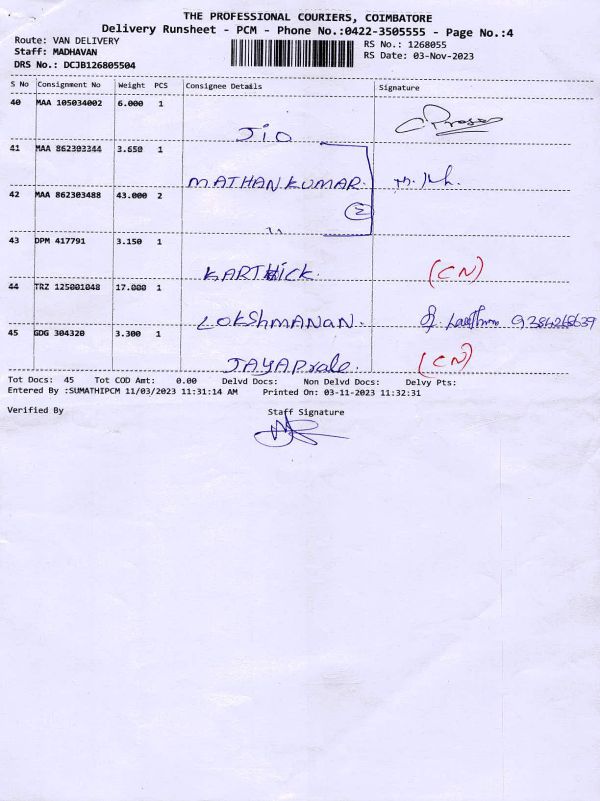 THE PROFESSIONAL COURIERS, COIMBATORE
Delivery Runsheet - PCM - Phone No.:0422-3505555 - Page No.:4
Route: VAN DELIVERY
RS No.: 1268055
Staff: MADHAVAN
RS Date: 03-Nov-2023
DRS No.: DCJB126805504
S No Consignment No Weight PCS Consignee Details Signature
40 MAA 105034002 6.000 1
Jio
41 MAA 862303344 3.650 1
MATHANKUMAR.
42 MAA 862303488 43.000 2
2
43 DPM 417791 3.150 1
KARTHICK. (CN)
44 TRZ 125001048 17.000 1
LOKShMANAN.
45 GDG 304320 3.300 1
JAYAPrale. (CN)
Tot Docs: 45 Tot COD Amt: 0.00 Delvd Docs: Non Delvd Docs: Delvy Pts:
Entered By :SUMATHIPCM 11/03/2023 11:31:14 AM Printed On: 03-11-2023 11:32:31
Verified By Staff Signature